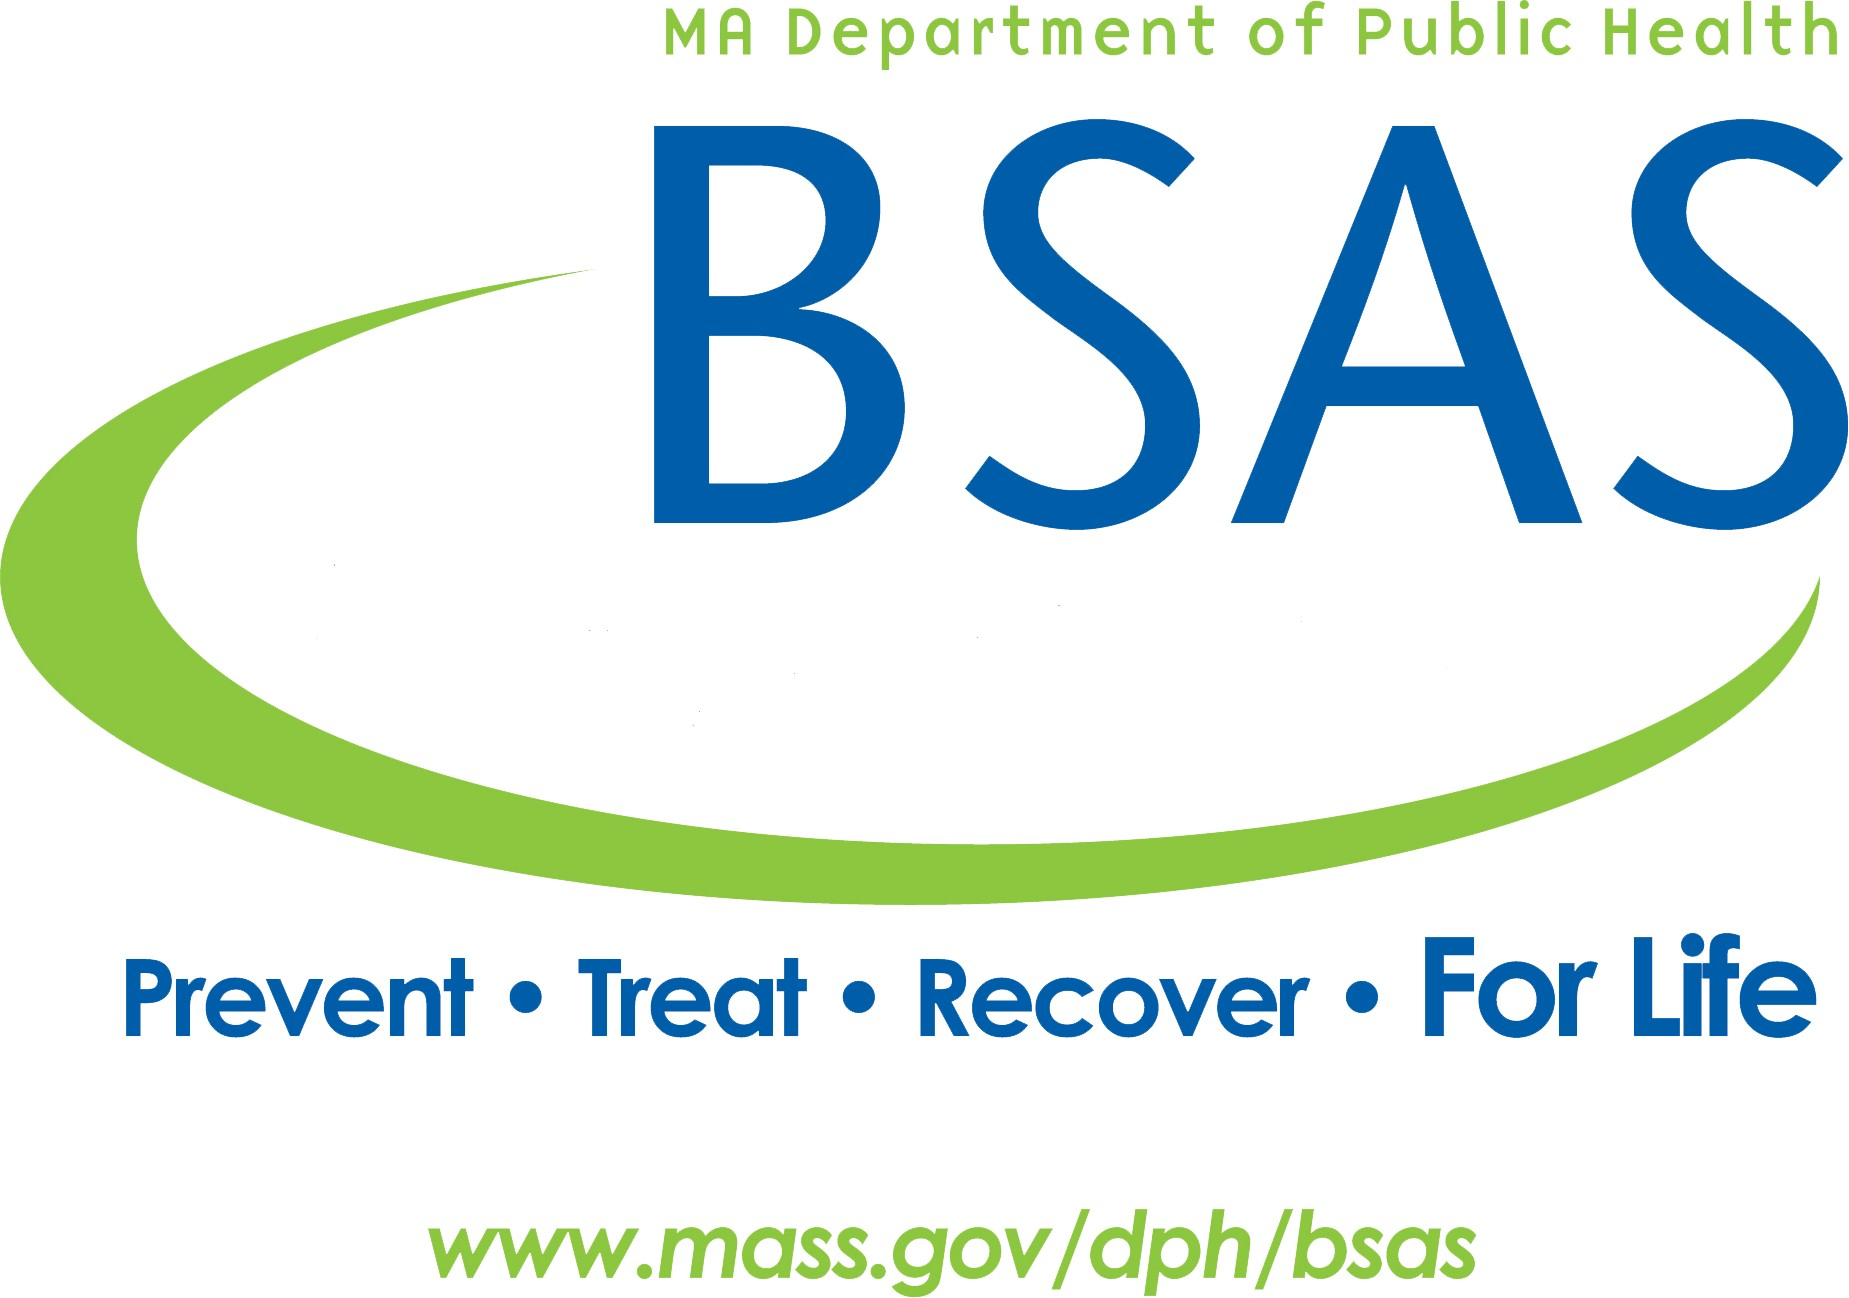 MA Department of Public Health
BSAS
Prevent • Treat • Recover • For Life
www.mass.gov/dph/bsas